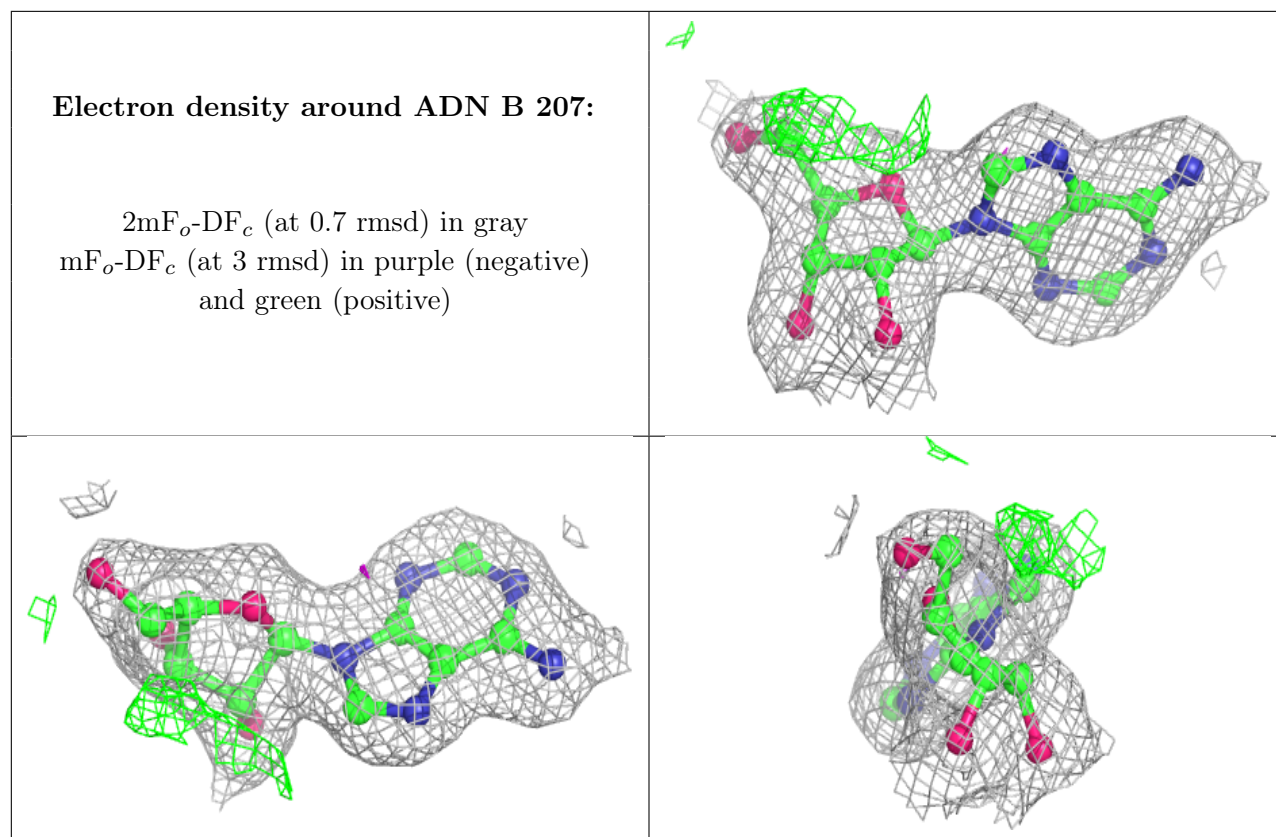 Electron density around ADN B 207:
2mFo-DFc (at 0.7 rmsd) in gray
mFo-DFc (at 3 rmsd) in purple (negative)
and green (positive)